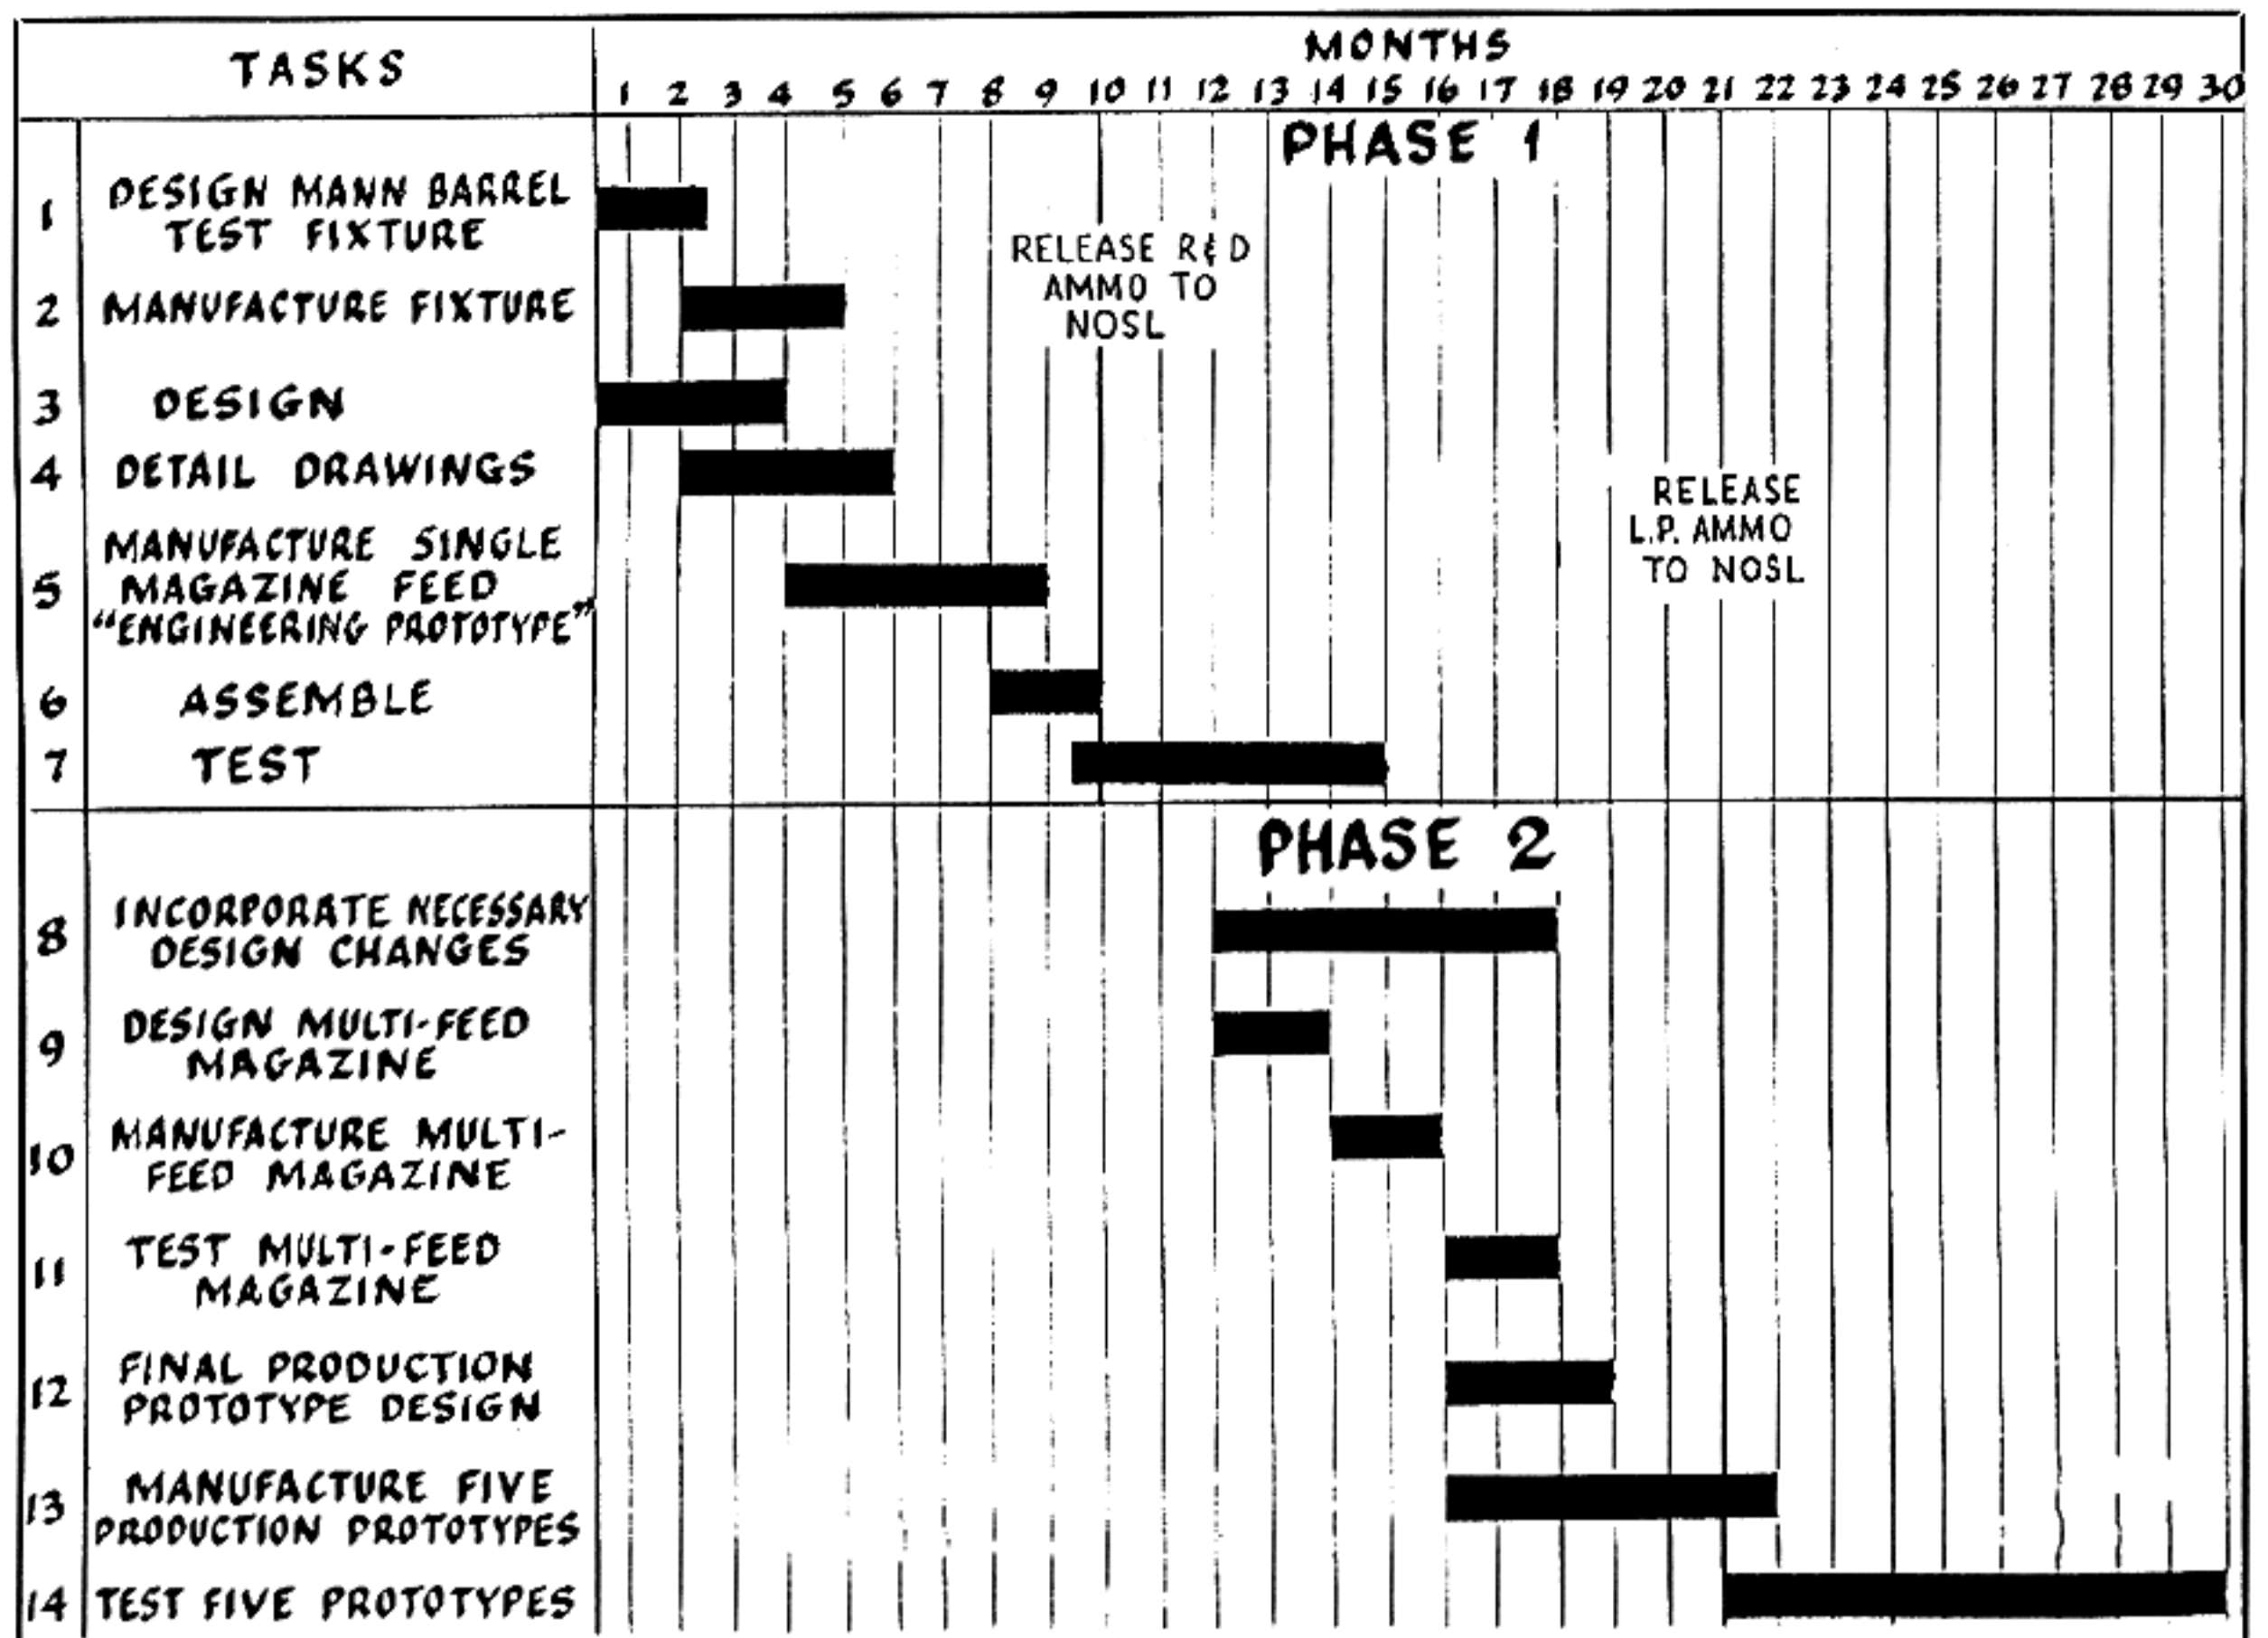 TASKS
MONTHS
1 2 3 4 5 6 7 8 9 10 11 12 13 14 15 16 17 18 19 20 21 22 23 24 25 26 27 28 29 30
PHASE 1
1
DESIGN MANN BARREL
TEST FIXTURE
RELEASE R&D
AMMO TO
NOSL
2
MANUFACTURE FIXTURE
3
DESIGN
4
DETAIL DRAWINGS
RELEASE
L.P. AMMO
TO NOSL
5
MANUFACTURE SINGLE
MAGAZINE FEED
"ENGINEERING PROTOTYPE"
6
ASSEMBLE
7
TEST
PHASE 2
8
INCORPORATE NECESSARY
DESIGN CHANGES
9
DESIGN MULTI-FEED
MAGAZINE
10
MANUFACTURE MULTI-
FEED MAGAZINE
11
TEST MULTI-FEED
MAGAZINE
12
FINAL PRODUCTION
PROTOTYPE DESIGN
13
MANUFACTURE FIVE
PRODUCTION PROTOTYPES
14
TEST FIVE PROTOTYPES